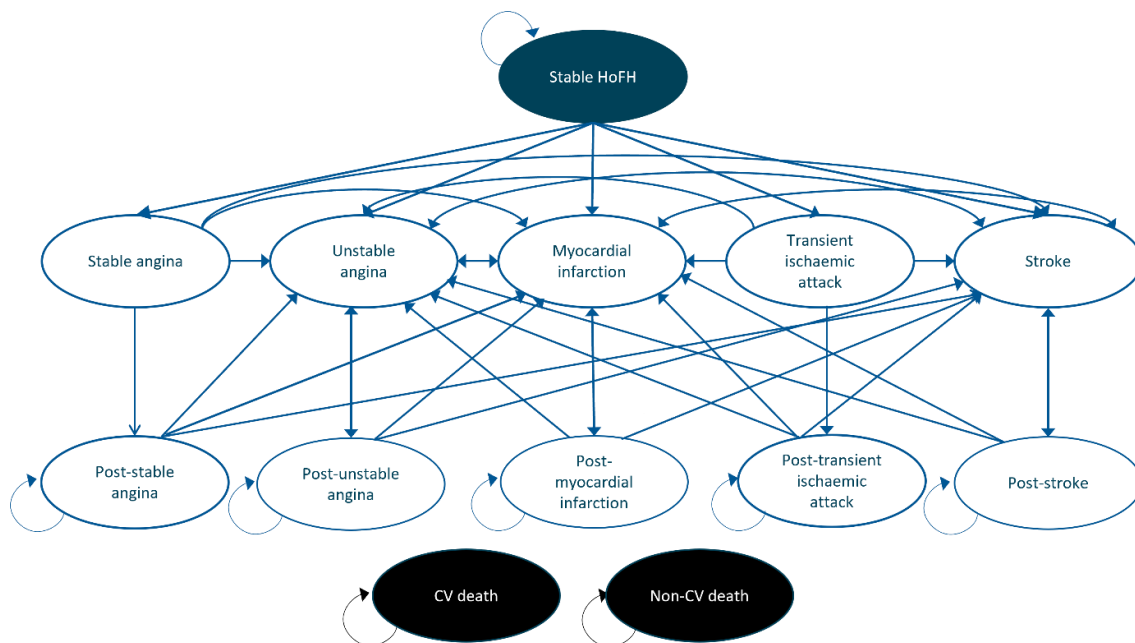 Stable HoFH
Stable angina
Unstable
angina
Myocardial
infarction
Transient
ischaemic
attack
Stroke
Post-stable
angina
Post-unstable
angina
Post-
myocardial
infarction
Post-transient
ischaemic
attack
Post-stroke
CV death
Non-CV death